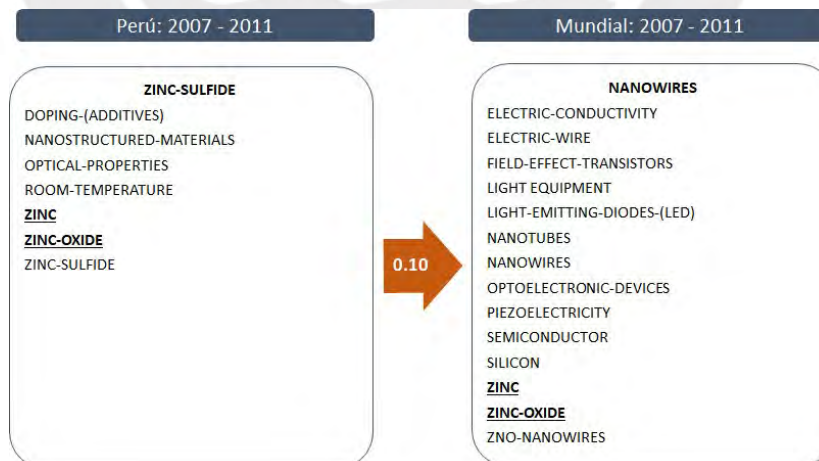 Perú: 2007 - 2011
ZINC-SULFIDE
DOPING-(ADDITIVES)
NANOSTRUCTURED-MATERIALS
OPTICAL-PROPERTIES
ROOM-TEMPERATURE
ZINC
ZINC-OXIDE
ZINC-SULFIDE
0.10
Mundial: 2007 - 2011
NANOWIRES
ELECTRIC-CONDUCTIVITY
ELECTRIC-WIRE
FIELD-EFFECT-TRANSISTORS
LIGHT EQUIPMENT
LIGHT-EMITTING-DIODES-(LED)
NANOTUBES
NANOWIRES
OPTOELECTRONIC-DEVICES
PIEZOELECTRICITY
SEMICONDUCTOR
SILICON
ZINC
ZINC-OXIDE
ZNO-NANOWIRES